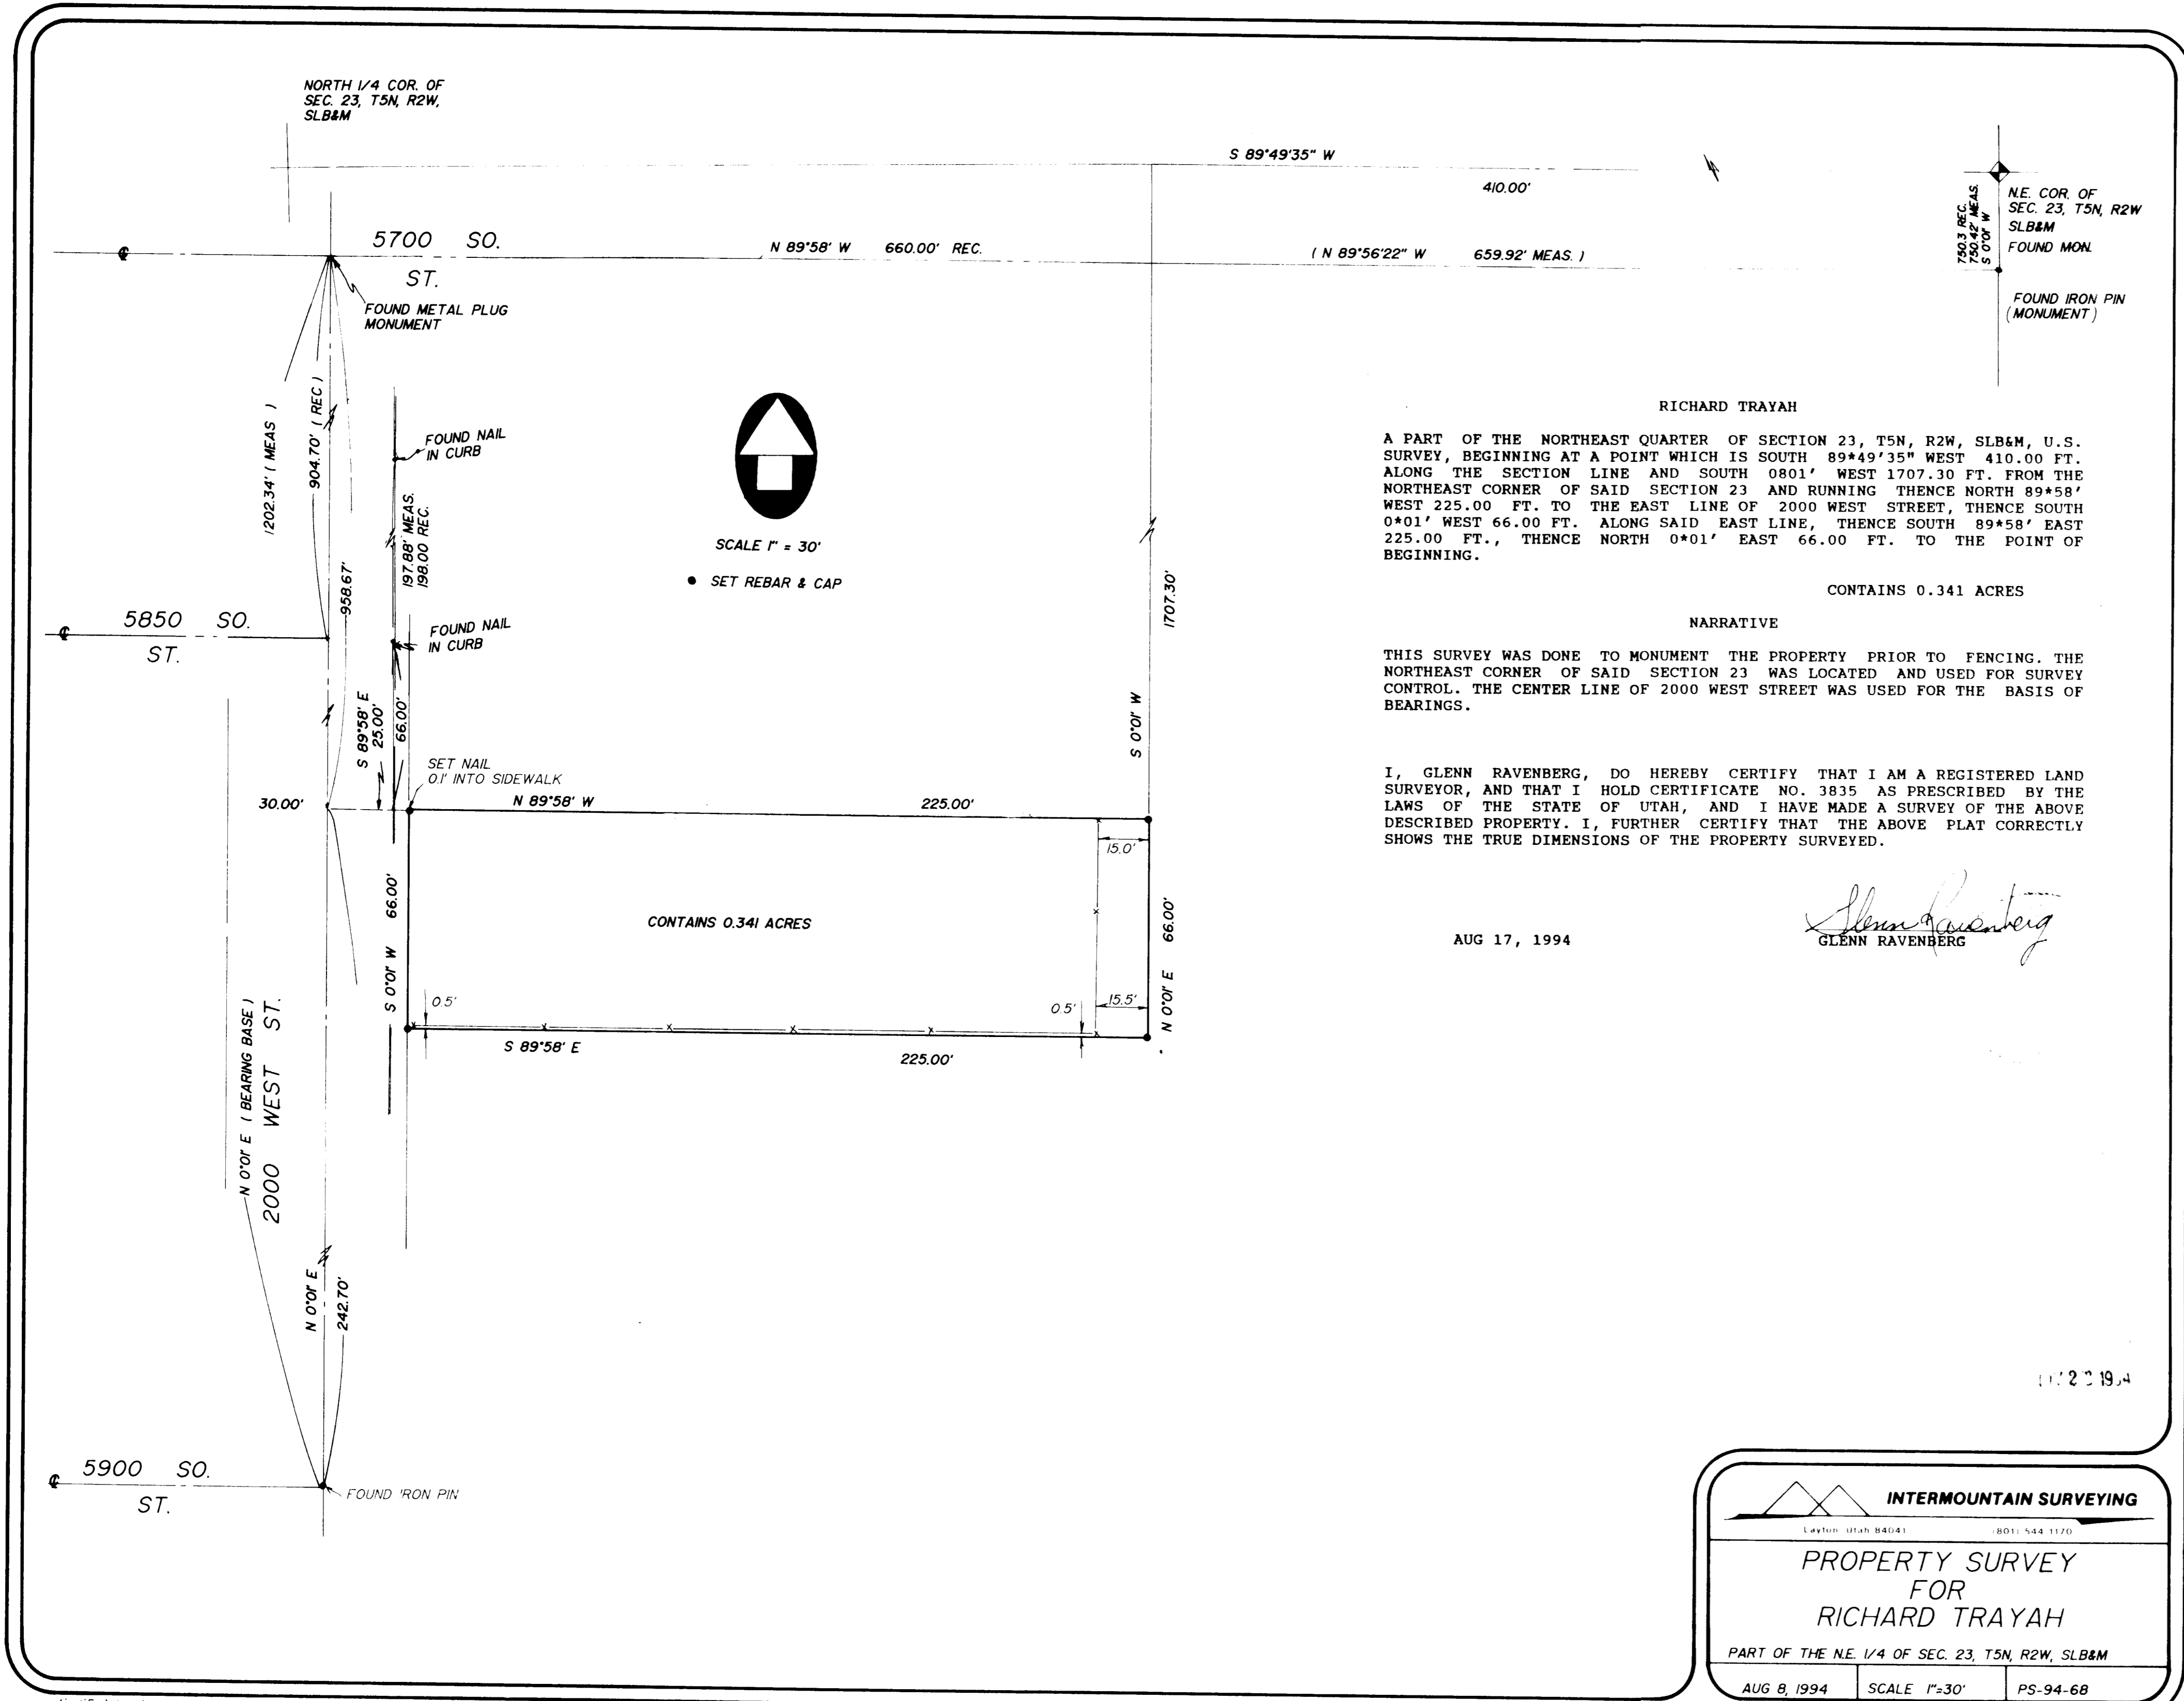 NORTH 1/4 COR. OF
SEC. 23, T5N, R2W,
SLB&M
S 89°49'35" W
410.00'
750.3 REC.
750.42' MEAS.
S 0°01' W
N.E. COR. OF
SEC. 23, T5N, R2W
SLB&M
FOUND MON.
FOUND IRON PIN
(MONUMENT)
5700 SO.
ST.
N 89°58' W 660.00' REC.
( N 89°56'22" W 659.92' MEAS. )
FOUND METAL PLUG
MONUMENT
1202.34' ( MEAS )
904.70' ( REC )
958.67'
FOUND NAIL
IN CURB
197.88' MEAS.
198.00 REC.
FOUND NAIL
IN CURB
SCALE 1" = 30'
● SET REBAR & CAP
5850 SO.
ST.
S 89°58' E
25.00'
66.00'
SET NAIL
0.1' INTO SIDEWALK
30.00'
1707.30'
S 0°01' W
N 89°58' W
225.00'
15.0'
S 0°01' W 66.00'
CONTAINS 0.341 ACRES
N 0°01' E 66.00'
0.5'
0.5'
15.5'
S 89°58' E
225.00'
N 0°01' E ( BEARING BASE )
2000 WEST ST.
N 0°01' E
242.70'
5900 SO.
ST.
FOUND IRON PIN
RICHARD TRAYAH
A PART OF THE NORTHEAST QUARTER OF SECTION 23, T5N, R2W, SLB&M, U.S.
SURVEY, BEGINNING AT A POINT WHICH IS SOUTH 89*49'35" WEST 410.00 FT.
ALONG THE SECTION LINE AND SOUTH 0801' WEST 1707.30 FT. FROM THE
NORTHEAST CORNER OF SAID SECTION 23 AND RUNNING THENCE NORTH 89*58'
WEST 225.00 FT. TO THE EAST LINE OF 2000 WEST STREET, THENCE SOUTH
0*01' WEST 66.00 FT. ALONG SAID EAST LINE, THENCE SOUTH 89*58' EAST
225.00 FT., THENCE NORTH 0*01' EAST 66.00 FT. TO THE POINT OF
BEGINNING.
CONTAINS 0.341 ACRES
NARRATIVE
THIS SURVEY WAS DONE TO MONUMENT THE PROPERTY PRIOR TO FENCING. THE
NORTHEAST CORNER OF SAID SECTION 23 WAS LOCATED AND USED FOR SURVEY
CONTROL. THE CENTER LINE OF 2000 WEST STREET WAS USED FOR THE BASIS OF
BEARINGS.
I, GLENN RAVENBERG, DO HEREBY CERTIFY THAT I AM A REGISTERED LAND
SURVEYOR, AND THAT I HOLD CERTIFICATE NO. 3835 AS PRESCRIBED BY THE
LAWS OF THE STATE OF UTAH, AND I HAVE MADE A SURVEY OF THE ABOVE
DESCRIBED PROPERTY. I, FURTHER CERTIFY THAT THE ABOVE PLAT CORRECTLY
SHOWS THE TRUE DIMENSIONS OF THE PROPERTY SURVEYED.
Glenn Ravenberg
AUG 17, 1994
GLENN RAVENBERG
INTERMOUNTAIN SURVEYING
Layton Utah 84041 (801) 544 1170
PROPERTY SURVEY
FOR
RICHARD TRAYAH
PART OF THE N.E. 1/4 OF SEC. 23, T5N, R2W, SLB&M
AUG 8, 1994 SCALE 1"=30' PS-94-68